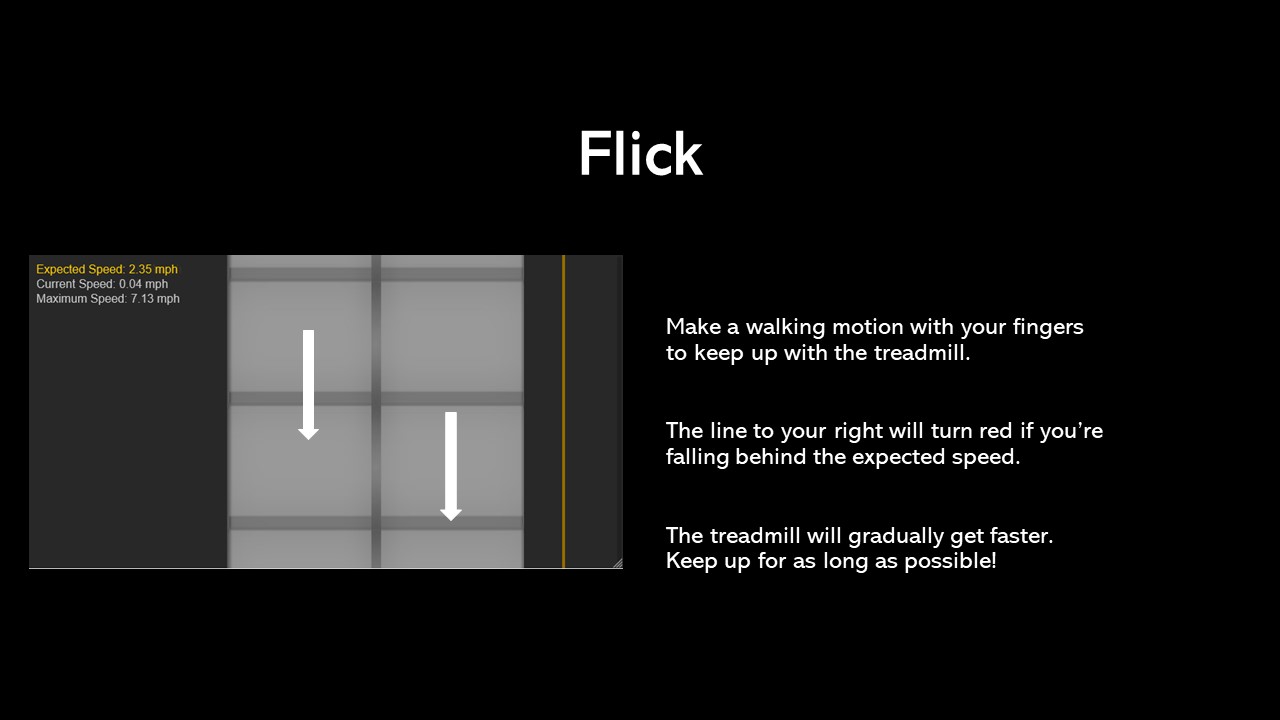 Flick
Expected Speed: 2.35 mph
Current Speed: 0.04 mph
Maximum Speed: 7.13 mph
Make a walking motion with your fingers
to keep up with the treadmill.
The line to your right will turn red if you’re
falling behind the expected speed.
The treadmill will gradually get faster.
Keep up for as long as possible!